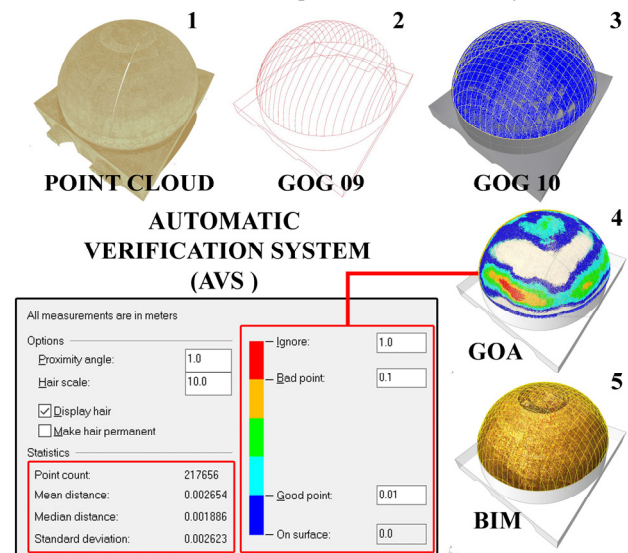 1
2
3
POINT CLOUD
GOG 09
GOG 10
AUTOMATIC
VERIFICATION SYSTEM
(AVS )
4
GOA
5
BIM
All measurements are in meters
Options
Proximity angle: 1.0
Hair scale: 10.0
Display hair
Make hair permanent
Statistics
Point count: 217656
Mean distance: 0.002654
Median distance: 0.001886
Standard deviation: 0.002623
Ignore: 1.0
Bad point: 0.1
Good point: 0.01
On surface: 0.0